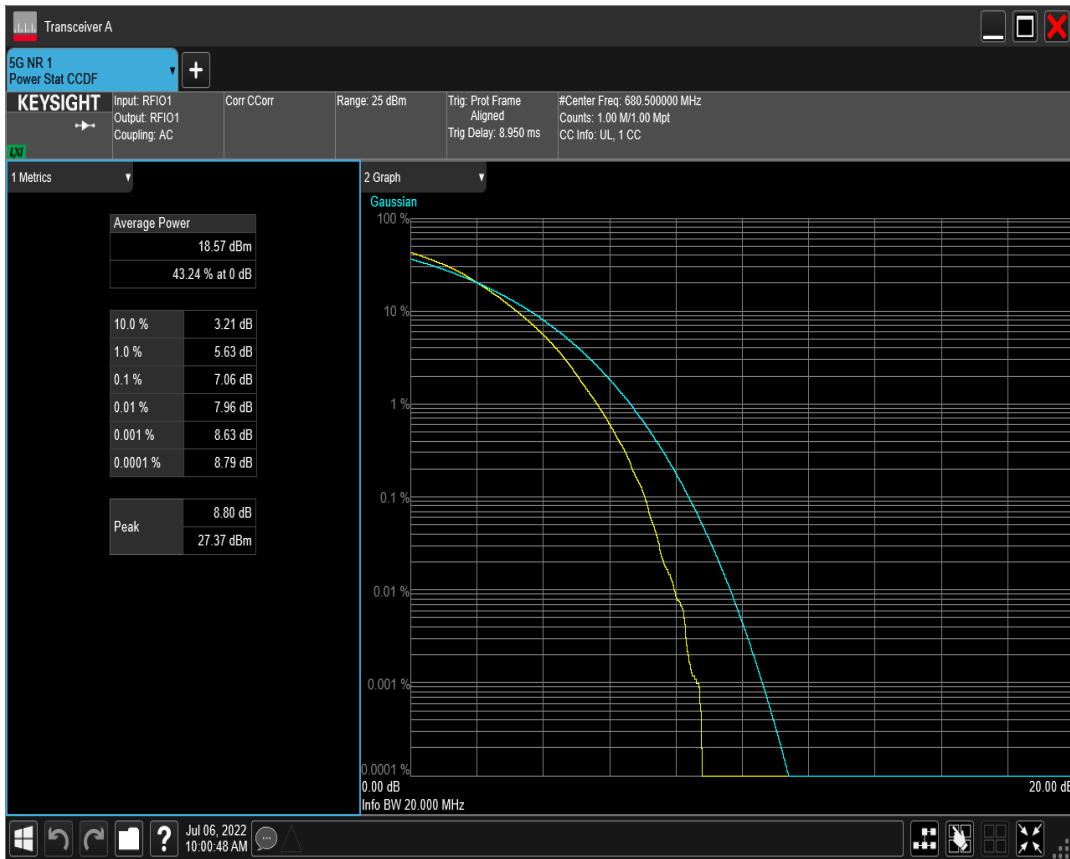 Transceiver A
5G NR 1
Power Stat CCDF
+
KEYSIGHT
LXI
Input: RFIO1
Output: RFIO1
Coupling: AC
Corr CCorr
Range: 25 dBm
Trig: Prot Frame
Aligned
Trig Delay: 8.950 ms
#Center Freq: 680.500000 MHz
Counts: 1.00 M/1.00 Mpt
CC Info: UL, 1 CC
1 Metrics
Average Power
18.57 dBm
43.24 % at 0 dB
10.0 % 3.21 dB
1.0 % 5.63 dB
0.1 % 7.06 dB
0.01 % 7.96 dB
0.001 % 8.63 dB
0.0001 % 8.79 dB
Peak
8.80 dB
27.37 dBm
2 Graph
Gaussian
100 %
10 %
1 %
0.1 %
0.01 %
0.001 %
0.0001 %
0.00 dB 20.00 dB
Info BW 20.000 MHz
?
Jul 06, 2022
10:00:48 AM